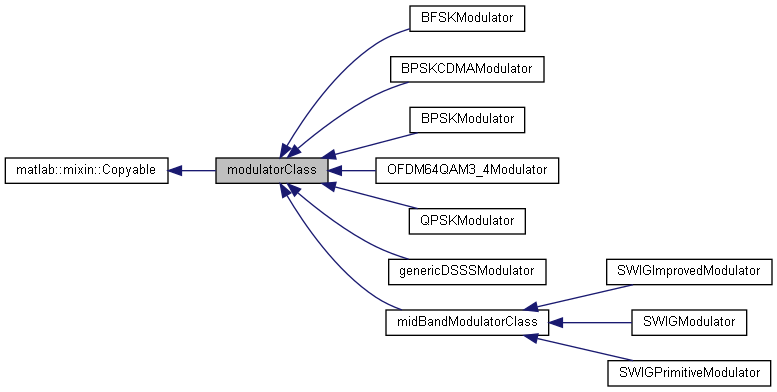 BFSKModulator
BPSKCDMAModulator
BPSKModulator
matlab::mixin::Copyable
modulatorClass
OFDM64QAM3_4Modulator
QPSKModulator
genericDSSSModulator
SWIGImprovedModulator
midBandModulatorClass
SWIGModulator
SWIGPrimitiveModulator